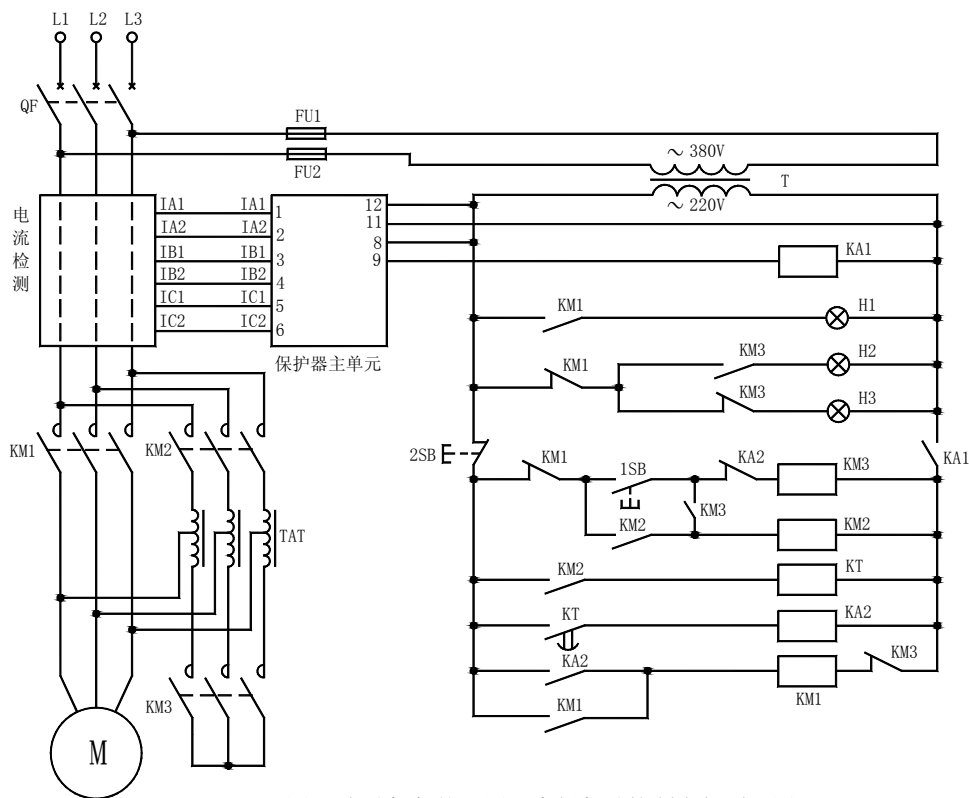 L1 L2 L3
QF
FU1
FU2
～380V
T
～220V
电流检测
IA1 IA1 1
IA2 IA2 2
IB1 IB1 3
IB2 IB2 4
IC1 IC1 5
IC2 IC2 6
12
11
8
9
保护器主单元
KA1
KM1 H1
KM1 KM3 H2
KM3 H3
KM1 KM2
2SB KM1 1SB KA2 KM3 KA1
KM2 KM3 KM2
TAT
KM2 KT
KT KA2
KA2 KM1 KM3
KM1
KM3
M